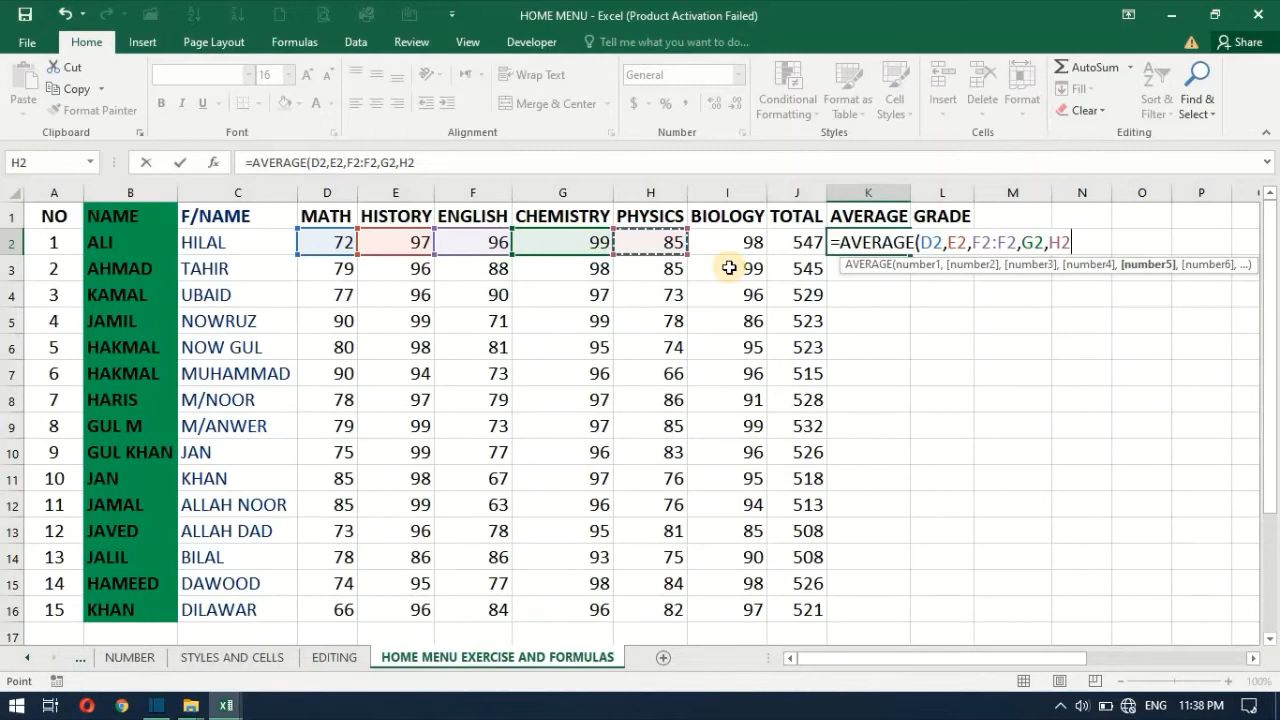 HOME MENU - Excel (Product Activation Failed)
File Home Insert Page Layout Formulas Data Review View Developer Tell me what you want to do... Share
Paste Cut Copy Format Painter Clipboard
16 A A B I U A Font
Wrap Text Merge & Center Alignment
General $ % , Number
Conditional Formatting Format as Table Cell Styles Styles
Insert Delete Format Cells
AutoSum Fill Clear Sort & Filter Find & Select Editing
H2 fx =AVERAGE(D2,E2,F2:F2,G2,H2
A B C D E F G H I J K L M N O P
1 NO NAME F/NAME MATH HISTORY ENGLISH CHEMISTRY PHYSICS BIOLOGY TOTAL AVERAGE GRADE
2 1 ALI HILAL 72 97 96 99 85 98 547 =AVERAGE(D2,E2,F2:F2,G2,H2
AVERAGE(number1, [number2], [number3], [number4], [number5], [number6], ...)
3 2 AHMAD TAHIR 79 96 88 98 85 99 545
4 3 KAMAL UBAID 77 96 90 97 73 96 529
5 4 JAMIL NOWRUZ 90 99 71 99 78 86 523
6 5 HAKMAL NOW GUL 80 98 81 95 74 95 523
7 6 HAKMAL MUHAMMAD 90 94 73 96 66 96 515
8 7 HARIS M/NOOR 78 97 79 97 86 91 528
9 8 GUL M M/ANWER 79 99 73 97 85 99 532
10 9 GUL KHAN JAN 75 99 77 96 83 96 526
11 10 JAN KHAN 85 98 67 97 76 95 518
12 11 JAMAL ALLAH NOOR 85 99 63 96 76 94 513
13 12 JAVED ALLAH DAD 73 96 78 95 81 85 508
14 13 JALIL BILAL 78 86 86 93 75 90 508
15 14 HAMEED DAWOOD 74 95 77 98 84 98 526
16 15 KHAN DILAWAR 66 96 84 96 82 97 521
17
... NUMBER STYLES AND CELLS EDITING HOME MENU EXERCISE AND FORMULAS
Point 100%
ENG 11:38 PM